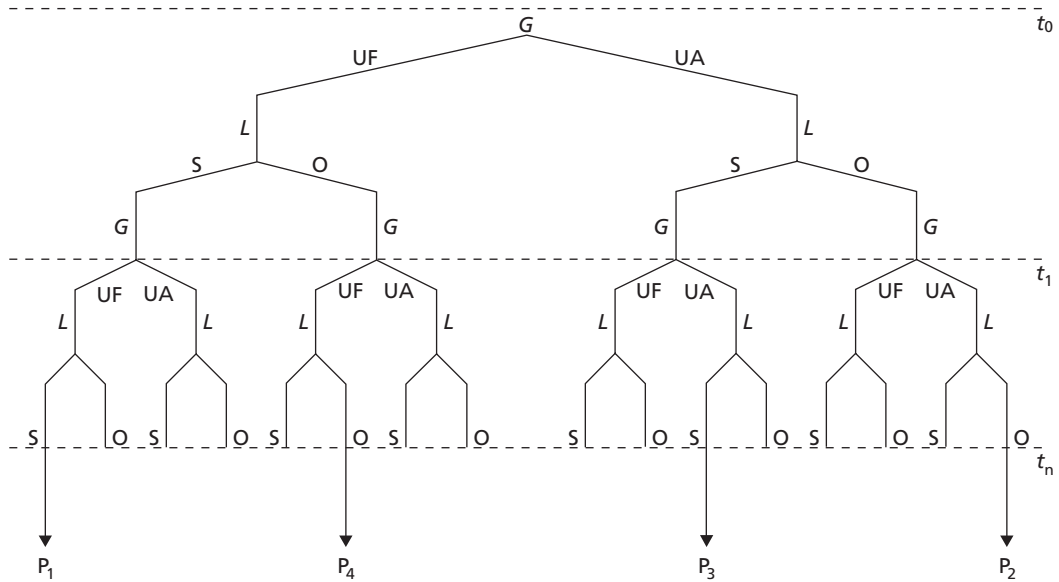 G t0
UF UA
L L
S O S O
G G G G
t1
UF UA UF UA UF UA UF UA
L L L L L L L L
S O S O S O S O S O S O S O S O
tn
P1 P4 P3 P2